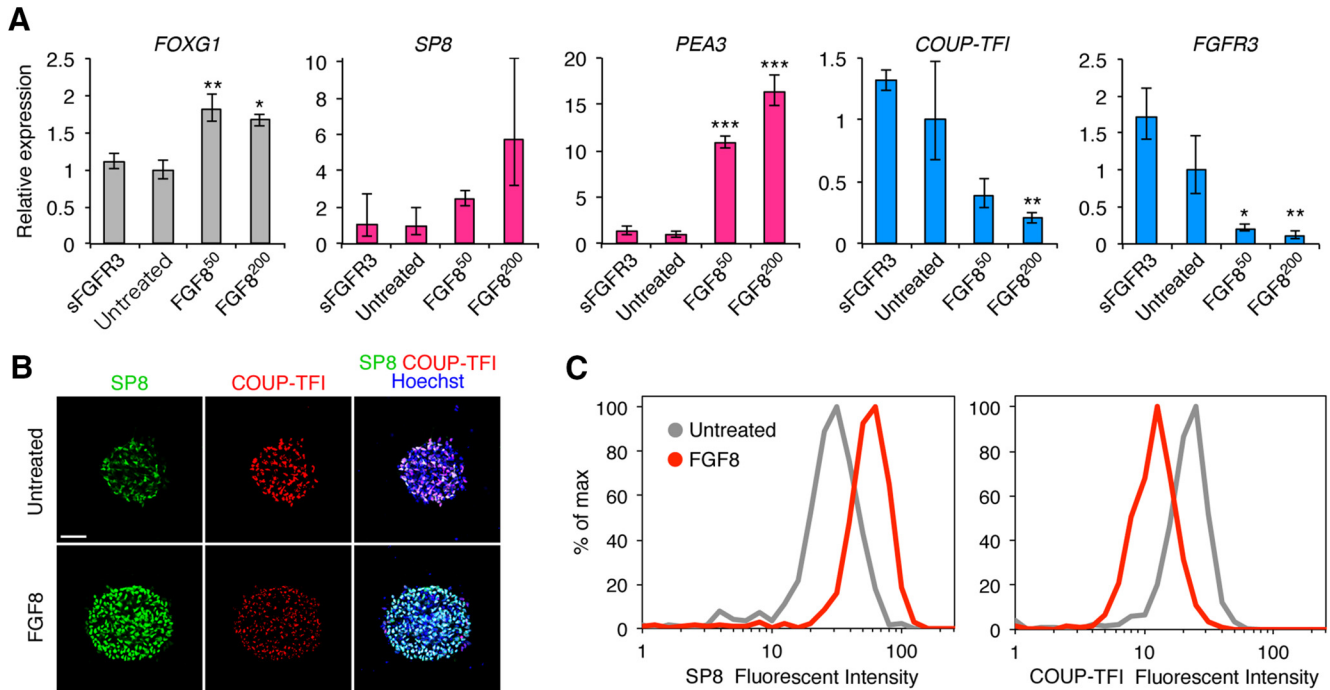 A
FOXG1
SP8
PEA3
COUP-TFI
FGFR3
Relative expression
2.5
2
1.5
1
0.5
0
**
*
sFGFR3
Untreated
FGF8⁵⁰
FGF8²⁰⁰
10
8
6
4
2
0
sFGFR3
Untreated
FGF8⁵⁰
FGF8²⁰⁰
20
15
10
5
0
***
***
sFGFR3
Untreated
FGF8⁵⁰
FGF8²⁰⁰
1.5
1
0.5
0
**
sFGFR3
Untreated
FGF8⁵⁰
FGF8²⁰⁰
2.5
2
1.5
1
0.5
0
*
**
sFGFR3
Untreated
FGF8⁵⁰
FGF8²⁰⁰
B
SP8
COUP-TFI
SP8 COUP-TFI
Hoechst
Untreated
FGF8
C
% of max
100
80
60
40
20
0
Untreated
FGF8
1
10
100
SP8 Fluorescent Intensity
100
80
60
40
20
0
1
10
100
COUP-TFI Fluorescent Intensity